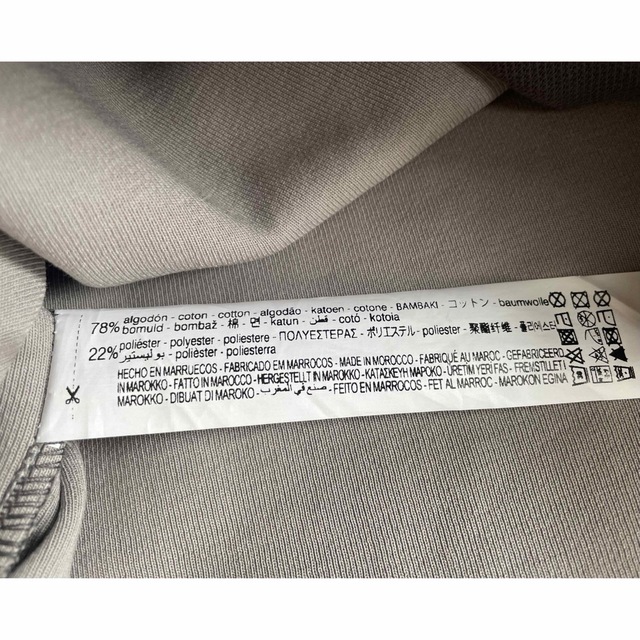 78% algodón - coton - cotton - algodão - katoen - cotone - BAMBAKI - コットン - baumwolle
bomuld - bombaž - 棉 - 면 - katun - قطن - cotó - kotoia
22% poliéster - polyester - poliestere - ΠΟΛΥΕΣΤΕΡΑΣ - ポリエステル - poliester - 聚酯纤维 - 폴리에스터
بوليستير - polièster - poliesterra
HECHO EN MARRUECOS - FABRICADO EM MARROCOS - MADE IN MOROCCO - FABRIQUÉ AU MAROC - GEFABRICEERD
IN MAROKKO - FATTO IN MAROCCO - HERGESTELLT IN MAROKKO - ΚΑΤΑΣΚΕΥΗ ΜΑΡΟΚΟ - ÜRETİM YERİ FAS - FREMSTILLET I
MAROKKO - DIBUAT DI MAROKO - صنع في المغرب - FEITO EN MARROCOS - FET AL MARROC - MAROKON EGINA